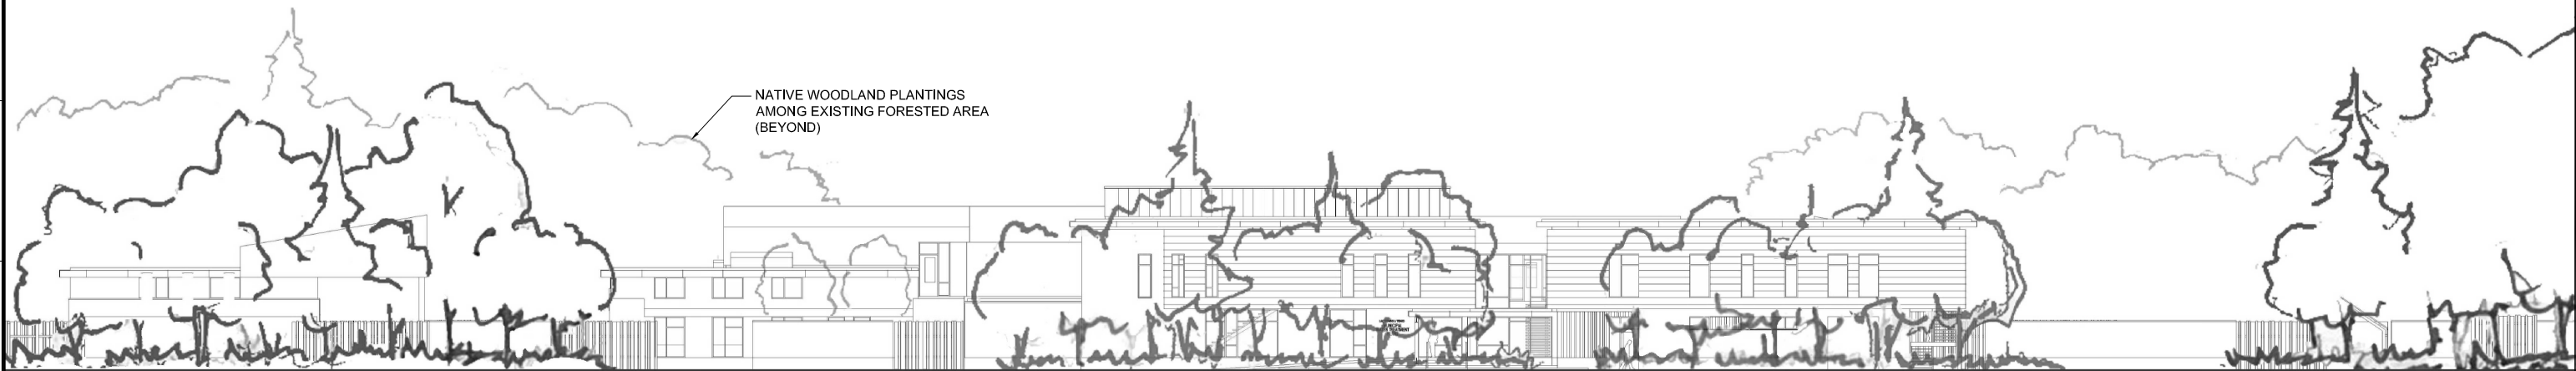 NATIVE WOODLAND PLANTINGS
AMONG EXISTING FORESTED AREA
(BEYOND)